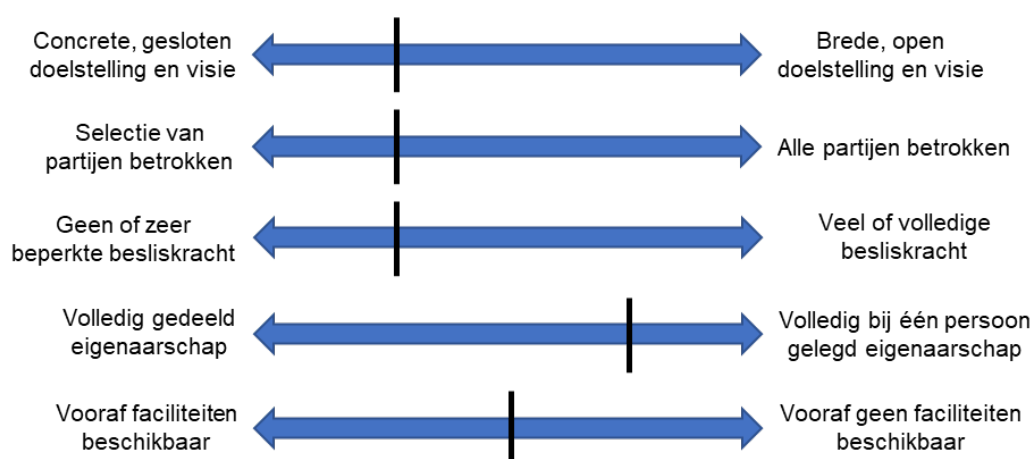 Concrete, gesloten
doelstelling en visie
Brede, open
doelstelling en visie
Selectie van
partijen betrokken
Alle partijen betrokken
Geen of zeer
beperkte besliskracht
Veel of volledige
besliskracht
Volledig gedeeld
eigenaarschap
Volledig bij één persoon
gelegd eigenaarschap
Vooraf faciliteiten
beschikbaar
Vooraf geen faciliteiten
beschikbaar